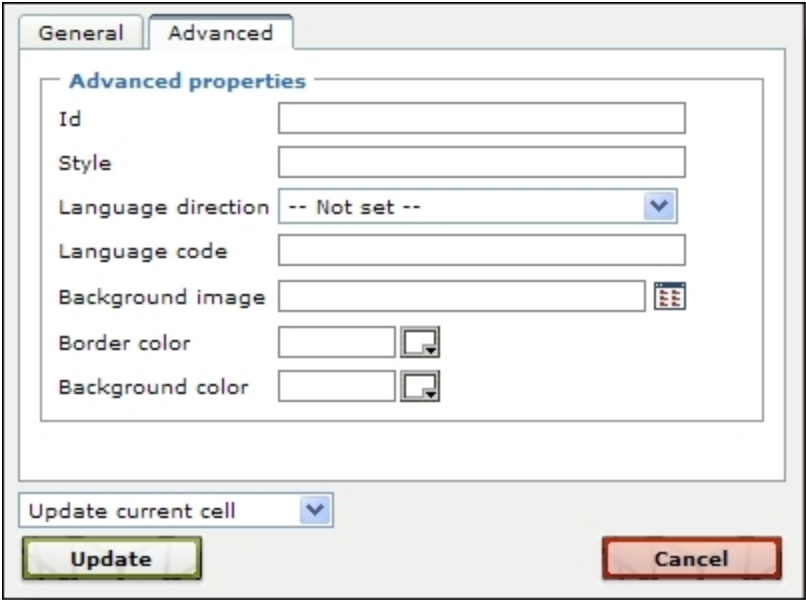 General Advanced
Advanced properties
Id
Style
Language direction -- Not set --
Language code
Background image
Border color
Background color
Update current cell
Update Cancel